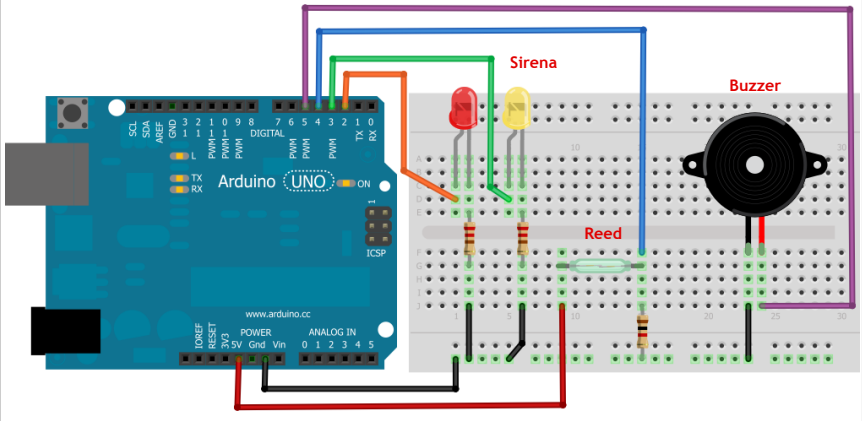 Sirena
Buzzer
SCL
SDA
AREF
GND
13
12
11 PWM
10 PWM
9 PWM
8
7
6 PWM
5 PWM
4
3 PWM
2
1 TX
0 RX
DIGITAL
L
TX
RX
Arduino UNO
ON
1
ICSP
www.arduino.cc
POWER
ANALOG IN
IOREF
RESET
3V3
5V
Gnd
Vin
0 1 2 3 4 5
Reed
10
30
A
B
C
D
E
F
G
H
I
J
1
5
10
20
25
30